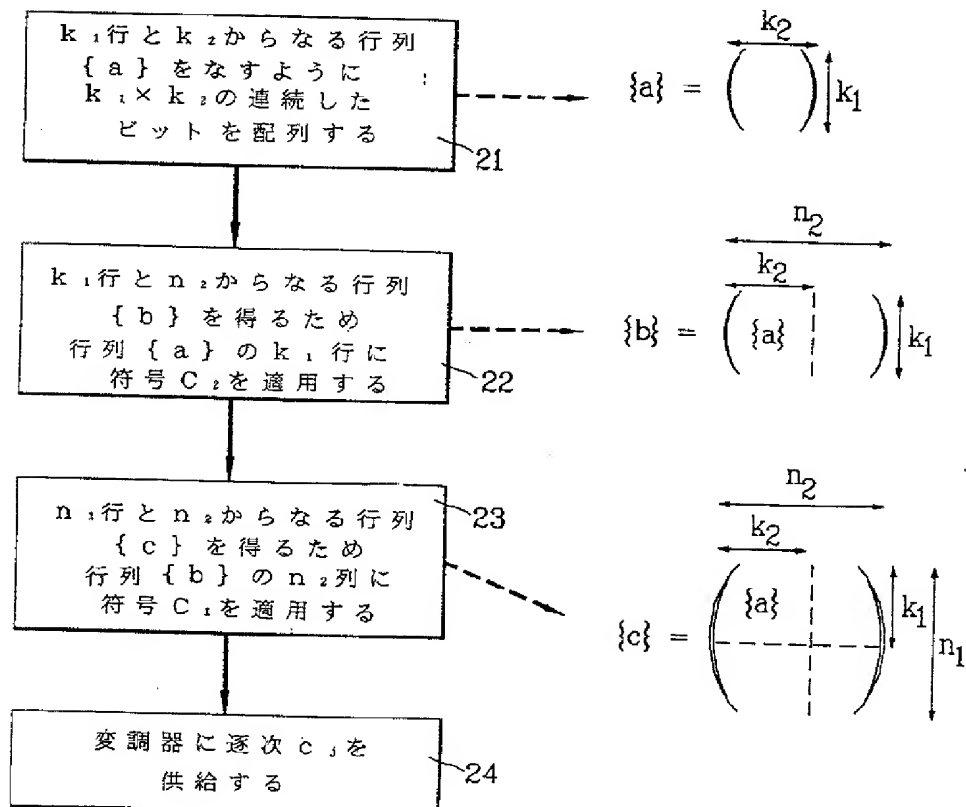 k₁行とk₂からなる行列
{a}をなすように
k₁×k₂の連続した
ビットを配列する
21
{a} =
k₂
k₁
k₁行とn₂からなる行列
{b}を得るため
行列{a}のk₁行に
符号C₂を適用する
22
{b} =
n₂
k₂
{a}
k₁
n₁行とn₂からなる行列
{c}を得るため
行列{b}のn₂列に
符号C₁を適用する
23
{c} =
n₂
k₂
{a}
k₁
n₁
変調器に逐次cⱼを
供給する
24